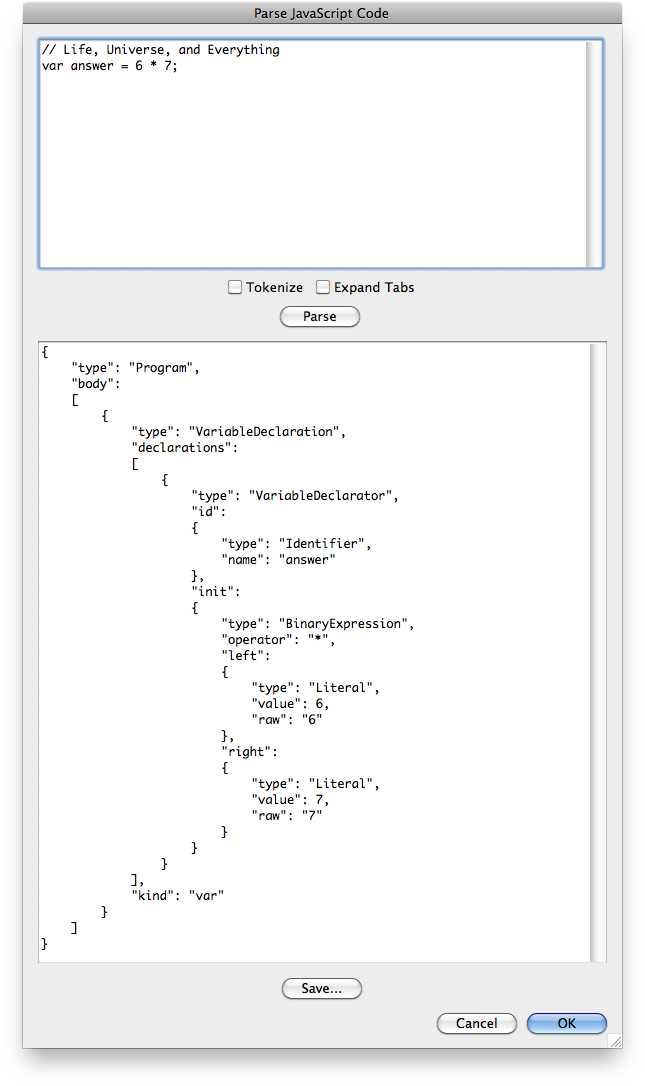 Parse JavaScript Code
// Life, Universe, and Everything
var answer = 6 * 7;
Tokenize Expand Tabs
Parse
{
    "type": "Program",
    "body":
    [
        {
            "type": "VariableDeclaration",
            "declarations":
            [
                {
                    "type": "VariableDeclarator",
                    "id":
                    {
                        "type": "Identifier",
                        "name": "answer"
                    },
                    "init":
                    {
                        "type": "BinaryExpression",
                        "operator": "*",
                        "left":
                        {
                            "type": "Literal",
                            "value": 6,
                            "raw": "6"
                        },
                        "right":
                        {
                            "type": "Literal",
                            "value": 7,
                            "raw": "7"
                        }
                    }
                }
            ],
            "kind": "var"
        }
    ]
}
Save...
Cancel OK